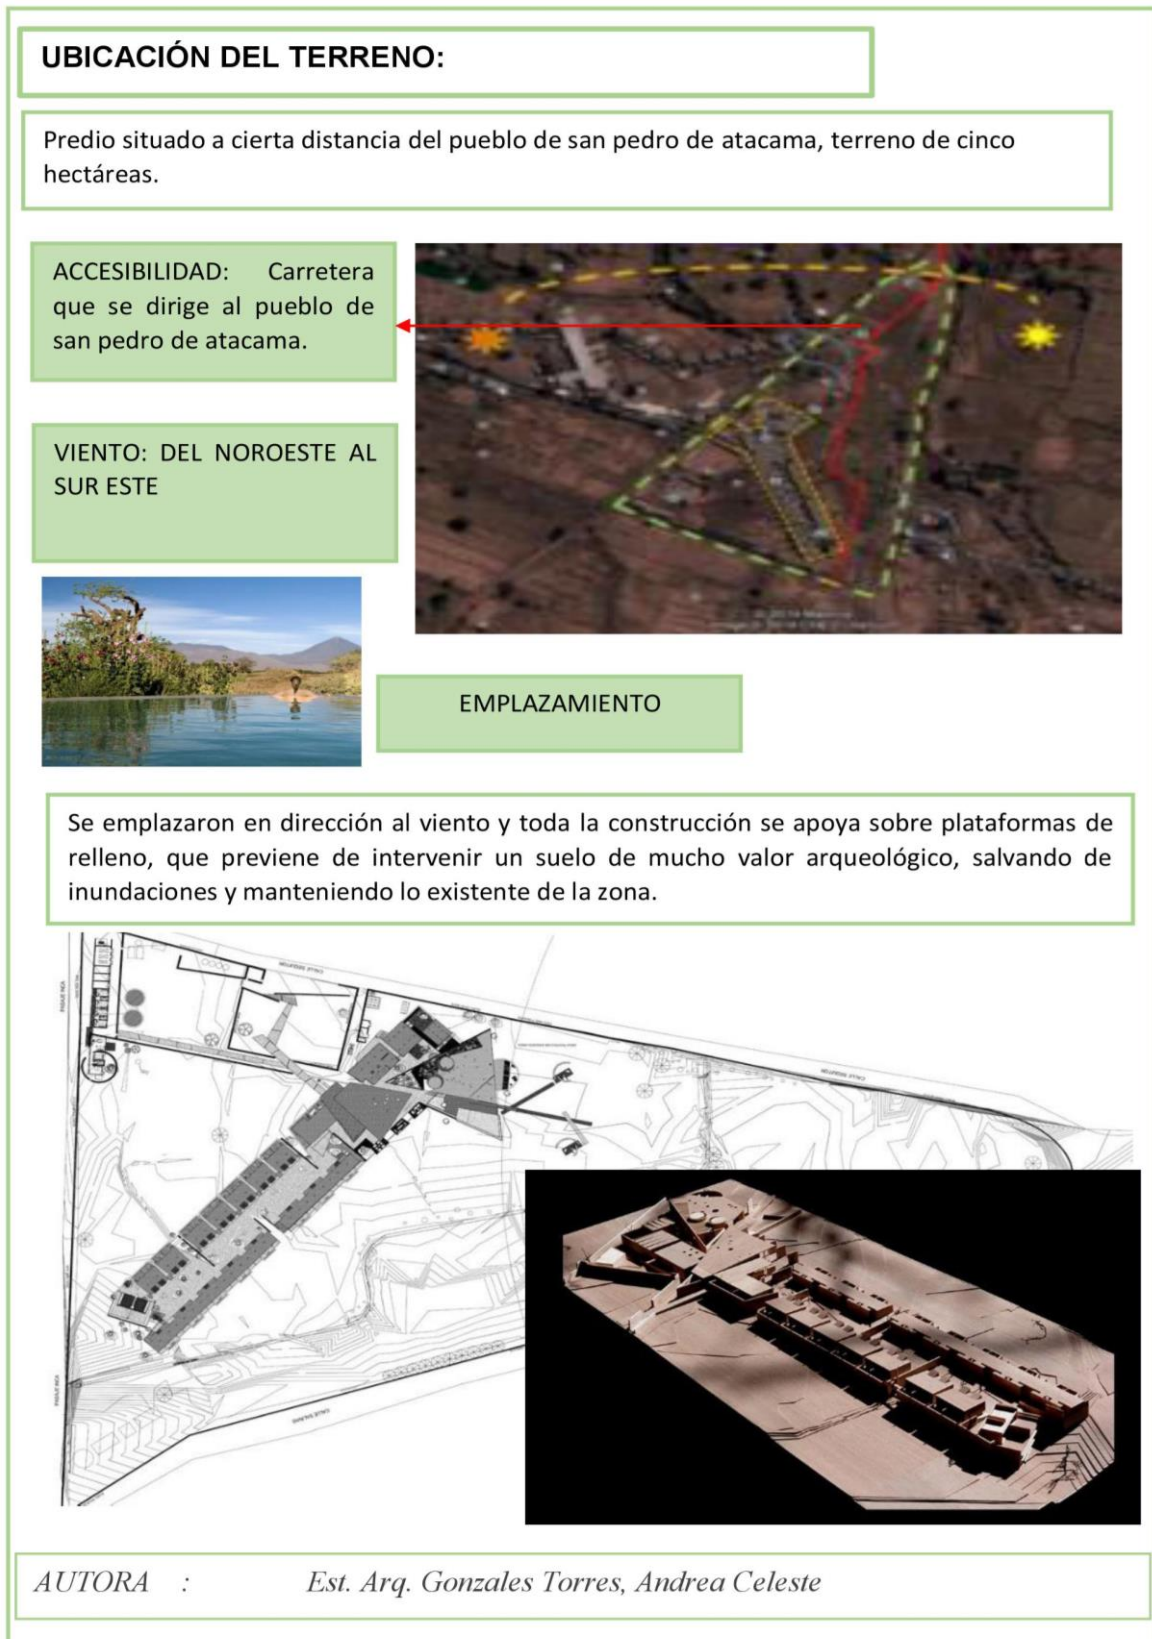 UBICACIÓN DEL TERRENO:
Predio situado a cierta distancia del pueblo de san pedro de atacama, terreno de cinco
hectáreas.
ACCESIBILIDAD: Carretera
que se dirige al pueblo de
san pedro de atacama.
VIENTO: DEL NOROESTE AL
SUR ESTE
EMPLAZAMIENTO
Se emplazaron en dirección al viento y toda la construcción se apoya sobre plataformas de
relleno, que previene de intervenir un suelo de mucho valor arqueológico, salvando de
inundaciones y manteniendo lo existente de la zona.
PASAJE INCA
PASAJE INCA
AUTORA : Est. Arq. Gonzales Torres, Andrea Celeste